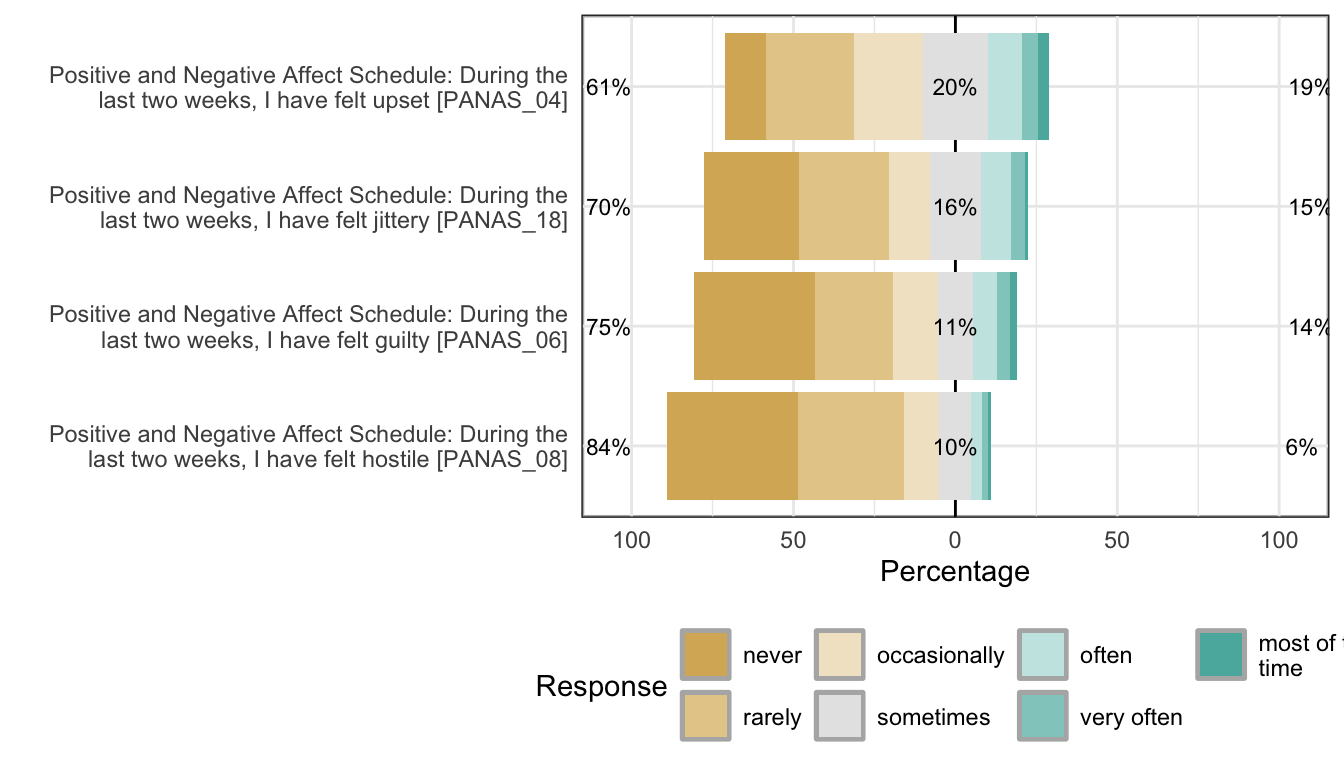 Positive and Negative Affect Schedule: During the
last two weeks, I have felt upset [PANAS_04]
61% 20% 19%
Positive and Negative Affect Schedule: During the
last two weeks, I have felt jittery [PANAS_18]
70% 16% 15%
Positive and Negative Affect Schedule: During the
last two weeks, I have felt guilty [PANAS_06]
75% 11% 14%
Positive and Negative Affect Schedule: During the
last two weeks, I have felt hostile [PANAS_08]
84% 10% 6%
100 50 0 50 100
Percentage
Response
never occasionally often most of
time
rarely sometimes very often